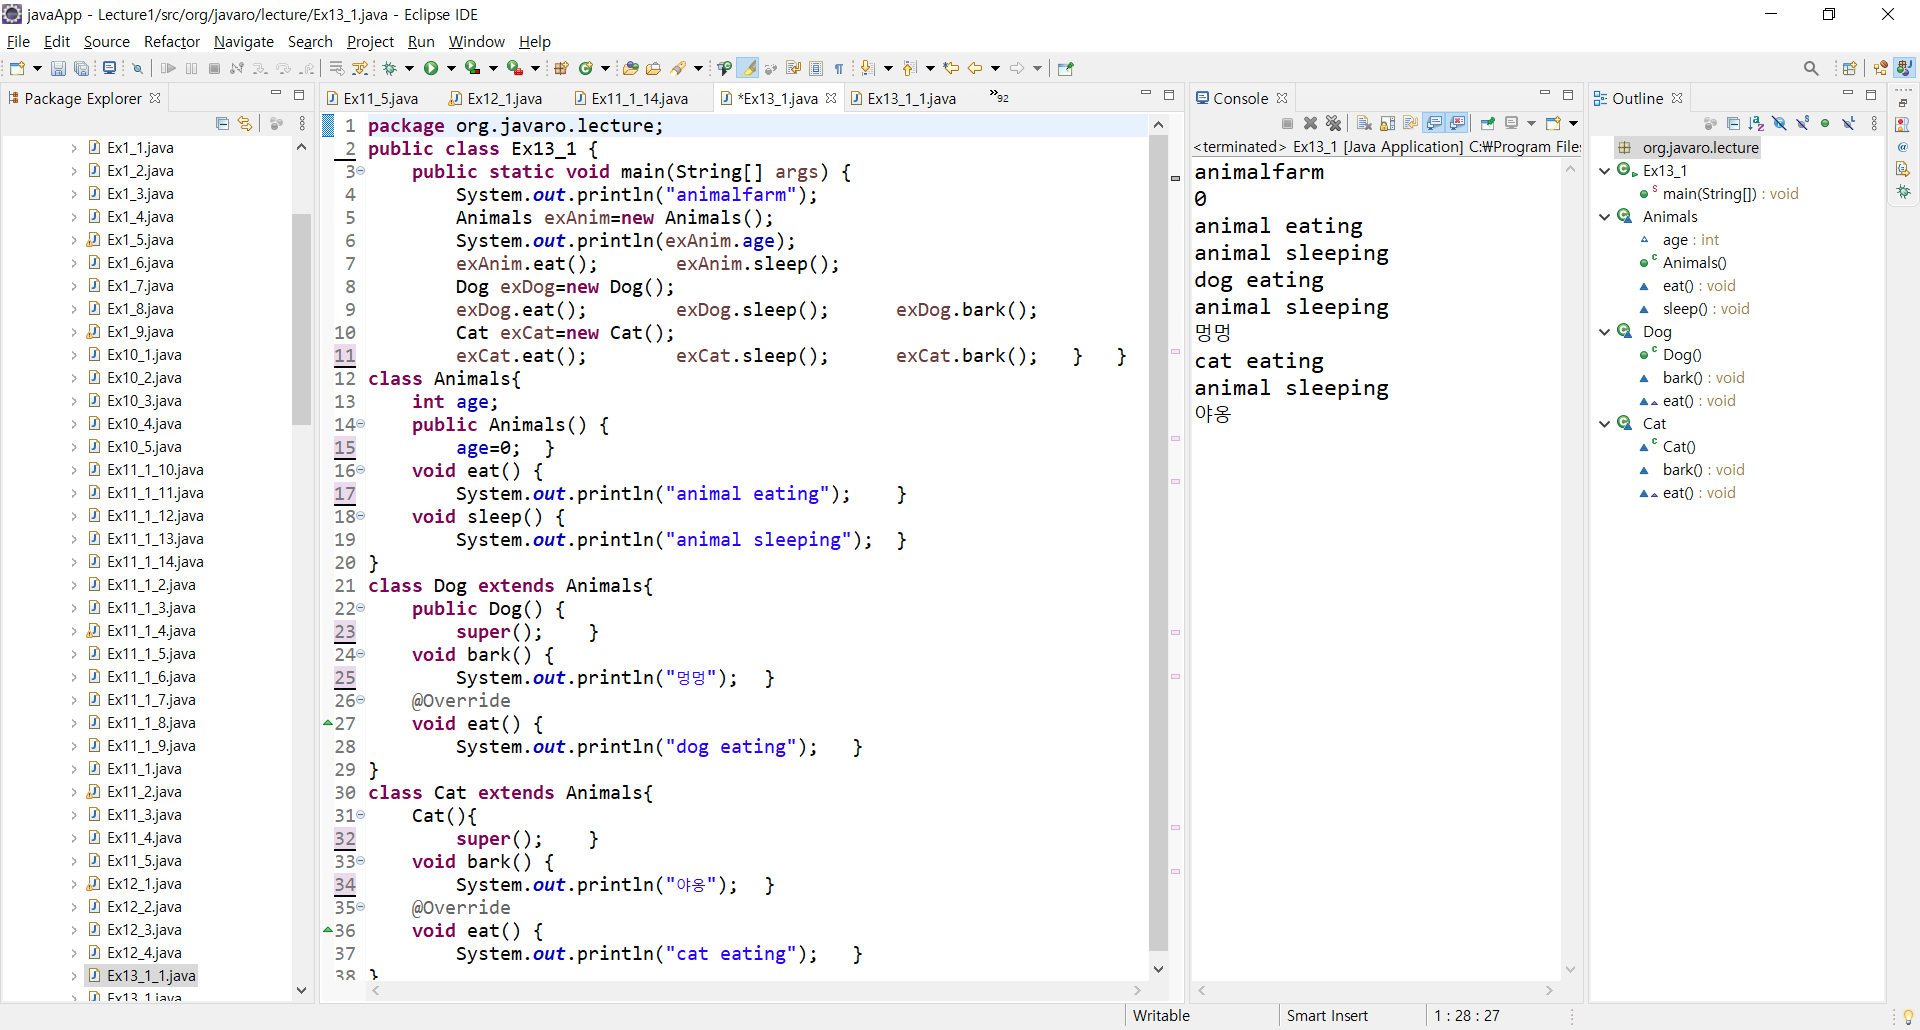 javaApp - Lecture1/src/org/javaro/lecture/Ex13_1.java - Eclipse IDE
File Edit Source Refactor Navigate Search Project Run Window Help
Package Explorer
Ex1_1.java
Ex1_2.java
Ex1_3.java
Ex1_4.java
Ex1_5.java
Ex1_6.java
Ex1_7.java
Ex1_8.java
Ex1_9.java
Ex10_1.java
Ex10_2.java
Ex10_3.java
Ex10_4.java
Ex10_5.java
Ex11_1_10.java
Ex11_1_11.java
Ex11_1_12.java
Ex11_1_13.java
Ex11_1_14.java
Ex11_1_2.java
Ex11_1_3.java
Ex11_1_4.java
Ex11_1_5.java
Ex11_1_6.java
Ex11_1_7.java
Ex11_1_8.java
Ex11_1_9.java
Ex11_1.java
Ex11_2.java
Ex11_3.java
Ex11_4.java
Ex11_5.java
Ex12_1.java
Ex12_2.java
Ex12_3.java
Ex12_4.java
Ex13_1_1.java
Ex13_1.java
Ex11_5.java Ex12_1.java Ex11_1_14.java *Ex13_1.java Ex13_1_1.java »92
1 package org.javaro.lecture;
2 public class Ex13_1 {
3 public static void main(String[] args) {
4 System.out.println("animalfarm");
5 Animals exAnim=new Animals();
6 System.out.println(exAnim.age);
7 exAnim.eat(); exAnim.sleep();
8 Dog exDog=new Dog();
9 exDog.eat(); exDog.sleep(); exDog.bark();
10 Cat exCat=new Cat();
11 exCat.eat(); exCat.sleep(); exCat.bark(); } }
12 class Animals{
13 int age;
14 public Animals() {
15 age=0; }
16 void eat() {
17 System.out.println("animal eating"); }
18 void sleep() {
19 System.out.println("animal sleeping"); }
20 }
21 class Dog extends Animals{
22 public Dog() {
23 super(); }
24 void bark() {
25 System.out.println("멍멍"); }
26 @Override
27 void eat() {
28 System.out.println("dog eating"); }
29 }
30 class Cat extends Animals{
31 Cat(){
32 super(); }
33 void bark() {
34 System.out.println("야옹"); }
35 @Override
36 void eat() {
37 System.out.println("cat eating"); }
38 }
Console
<terminated> Ex13_1 [Java Application] C:₩Program Files
animalfarm
0
animal eating
animal sleeping
dog eating
animal sleeping
멍멍
cat eating
animal sleeping
야옹
Outline
org.javaro.lecture
Ex13_1
main(String[]) : void
Animals
age : int
Animals()
eat() : void
sleep() : void
Dog
Dog()
bark() : void
eat() : void
Cat
Cat()
bark() : void
eat() : void
Writable Smart Insert 1 : 28 : 27